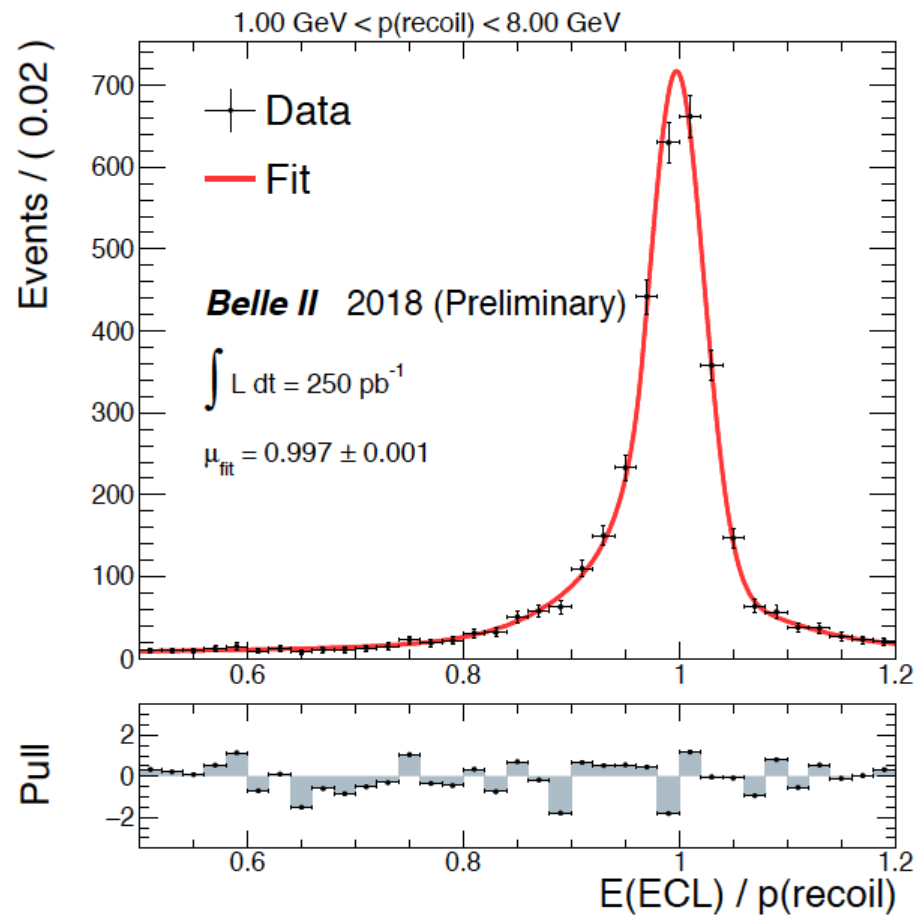 1.00 GeV < p(recoil) < 8.00 GeV
Events / ( 0.02)
700
600
500
400
300
200
100
0
Data
Fit
Belle II 2018 (Preliminary)
∫ L dt = 250 pb⁻¹
μ_fit = 0.997 ± 0.001
0.6 0.8 1 1.2
Pull
2
0
−2
0.6 0.8 1 1.2
E(ECL) / p(recoil)